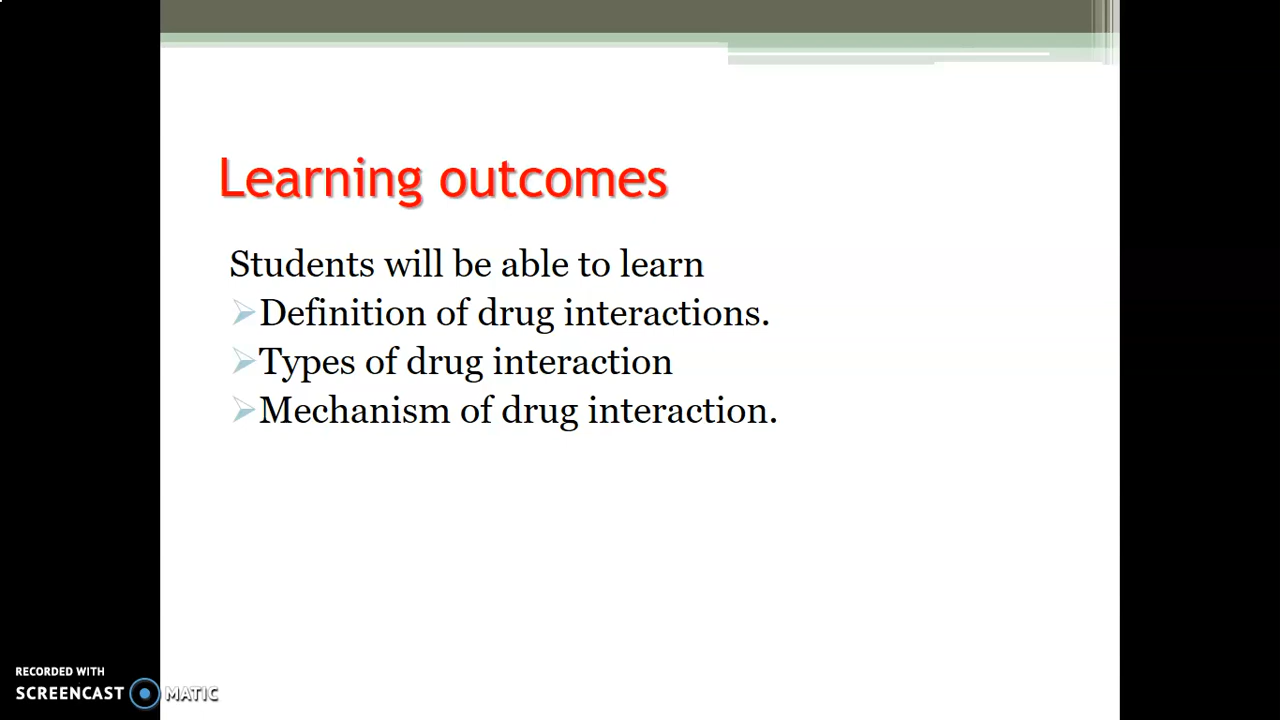 Learning outcomes
Students will be able to learn
Definition of drug interactions.
Types of drug interaction
Mechanism of drug interaction.
RECORDED WITH
SCREENCAST MATIC